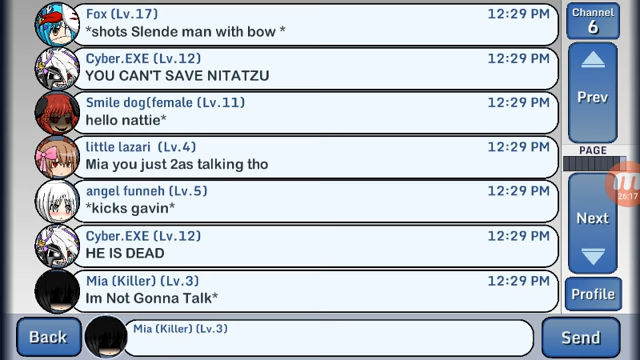 Fox (Lv.17) 12:29 PM
*shots Slende man with bow *
Cyber.EXE (Lv.12) 12:29 PM
YOU CAN'T SAVE NITATZU
Smile dog(female (Lv.11) 12:29 PM
hello nattie*
little lazari (Lv.4) 12:29 PM
Mia you just 2as talking tho
angel funneh (Lv.5) 12:29 PM
*kicks gavin*
Cyber.EXE (Lv.12) 12:29 PM
HE IS DEAD
Mia (Killer) (Lv.3) 12:29 PM
Im Not Gonna Talk*
Channel
6
Prev
PAGE
26:17
Next
Profile
Back
Mia (Killer) (Lv.3)
Send